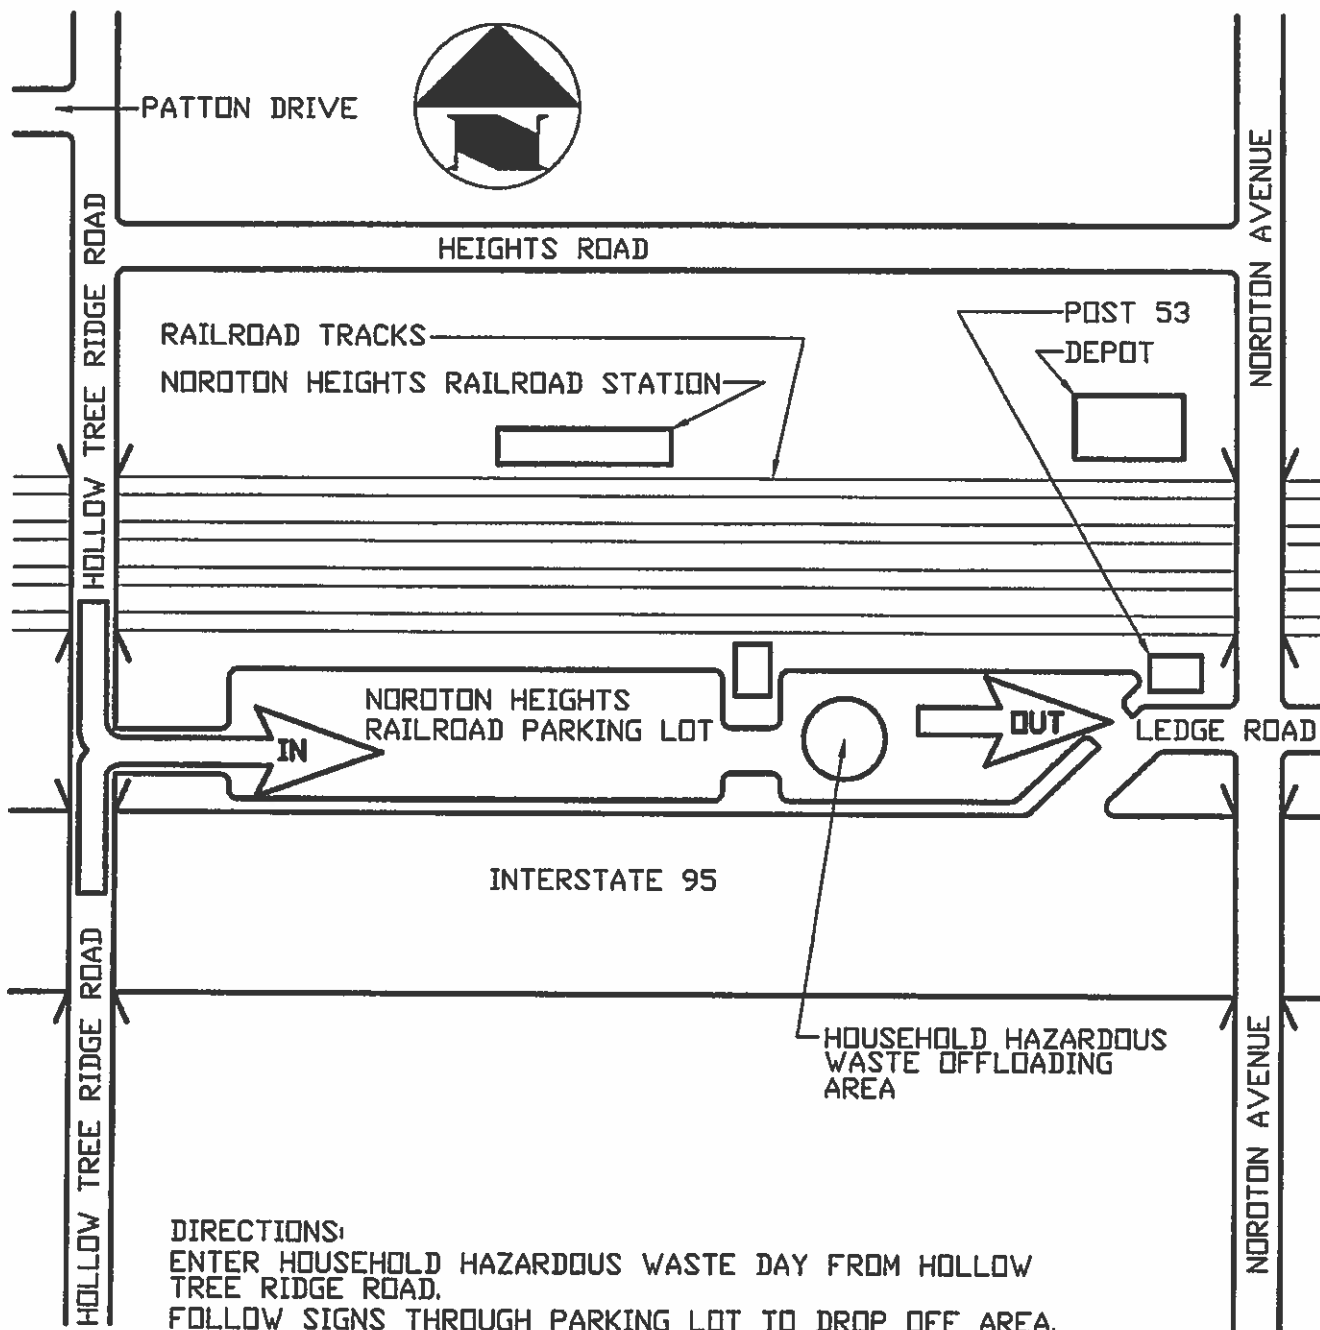 PATTON DRIVE
N
HEIGHTS ROAD
HOLLOW TREE RIDGE ROAD
NOROTON AVENUE
RAILROAD TRACKS
NOROTON HEIGHTS RAILROAD STATION
POST 53
DEPOT
NOROTON HEIGHTS
RAILROAD PARKING LOT
IN
OUT
LEDGE ROAD
INTERSTATE 95
HOLLOW TREE RIDGE ROAD
NOROTON AVENUE
HOUSEHOLD HAZARDOUS
WASTE OFFLOADING
AREA
DIRECTIONS:
ENTER HOUSEHOLD HAZARDOUS WASTE DAY FROM HOLLOW
TREE RIDGE ROAD.
FOLLOW SIGNS THROUGH PARKING LOT TO DROP OFF AREA.